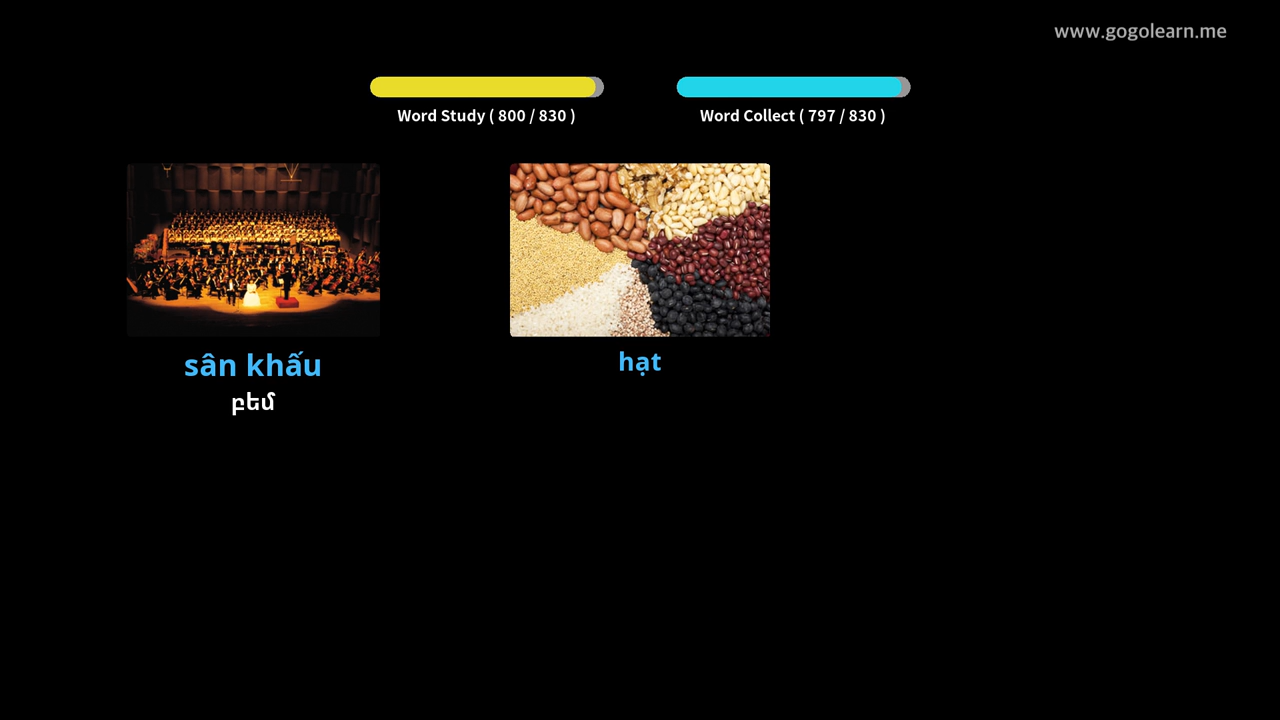 www.gogolearn.me
Word Study ( 800 / 830 )
Word Collect ( 797 / 830 )
sân khấu
բեմ
hạt